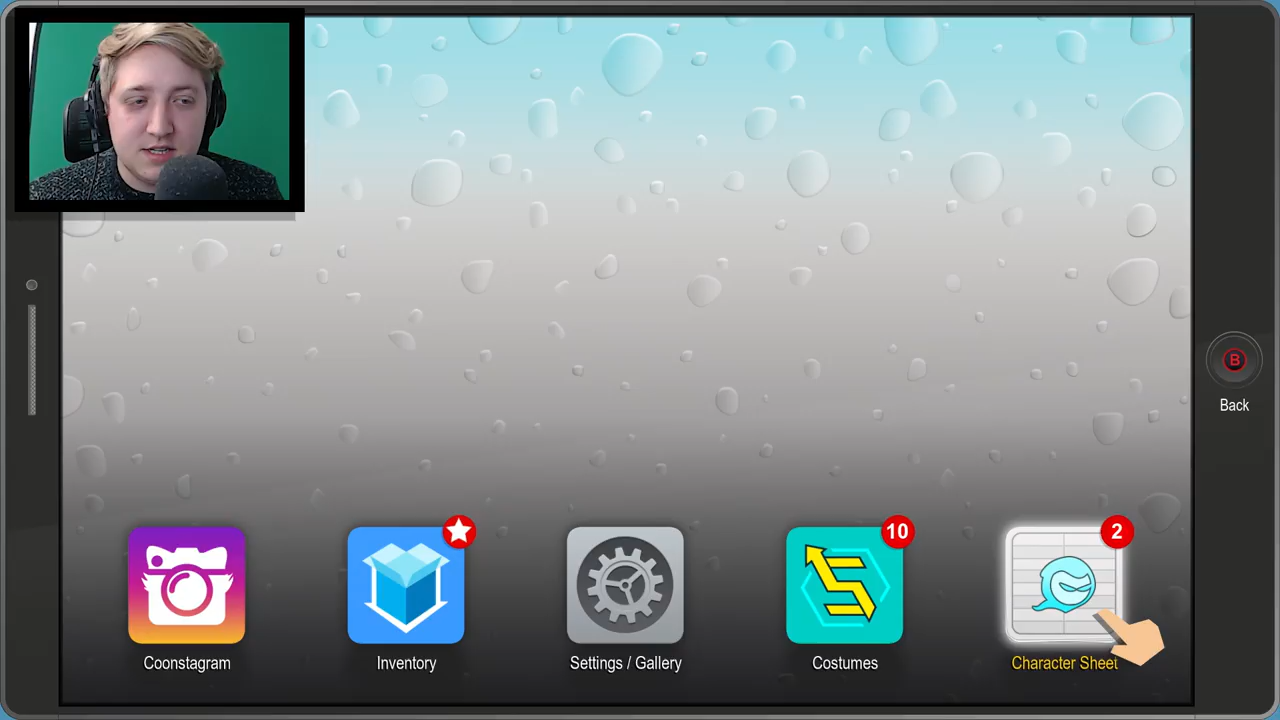 B
Back
10
2
Coonstagram
Inventory
Settings / Gallery
Costumes
Character Sheet